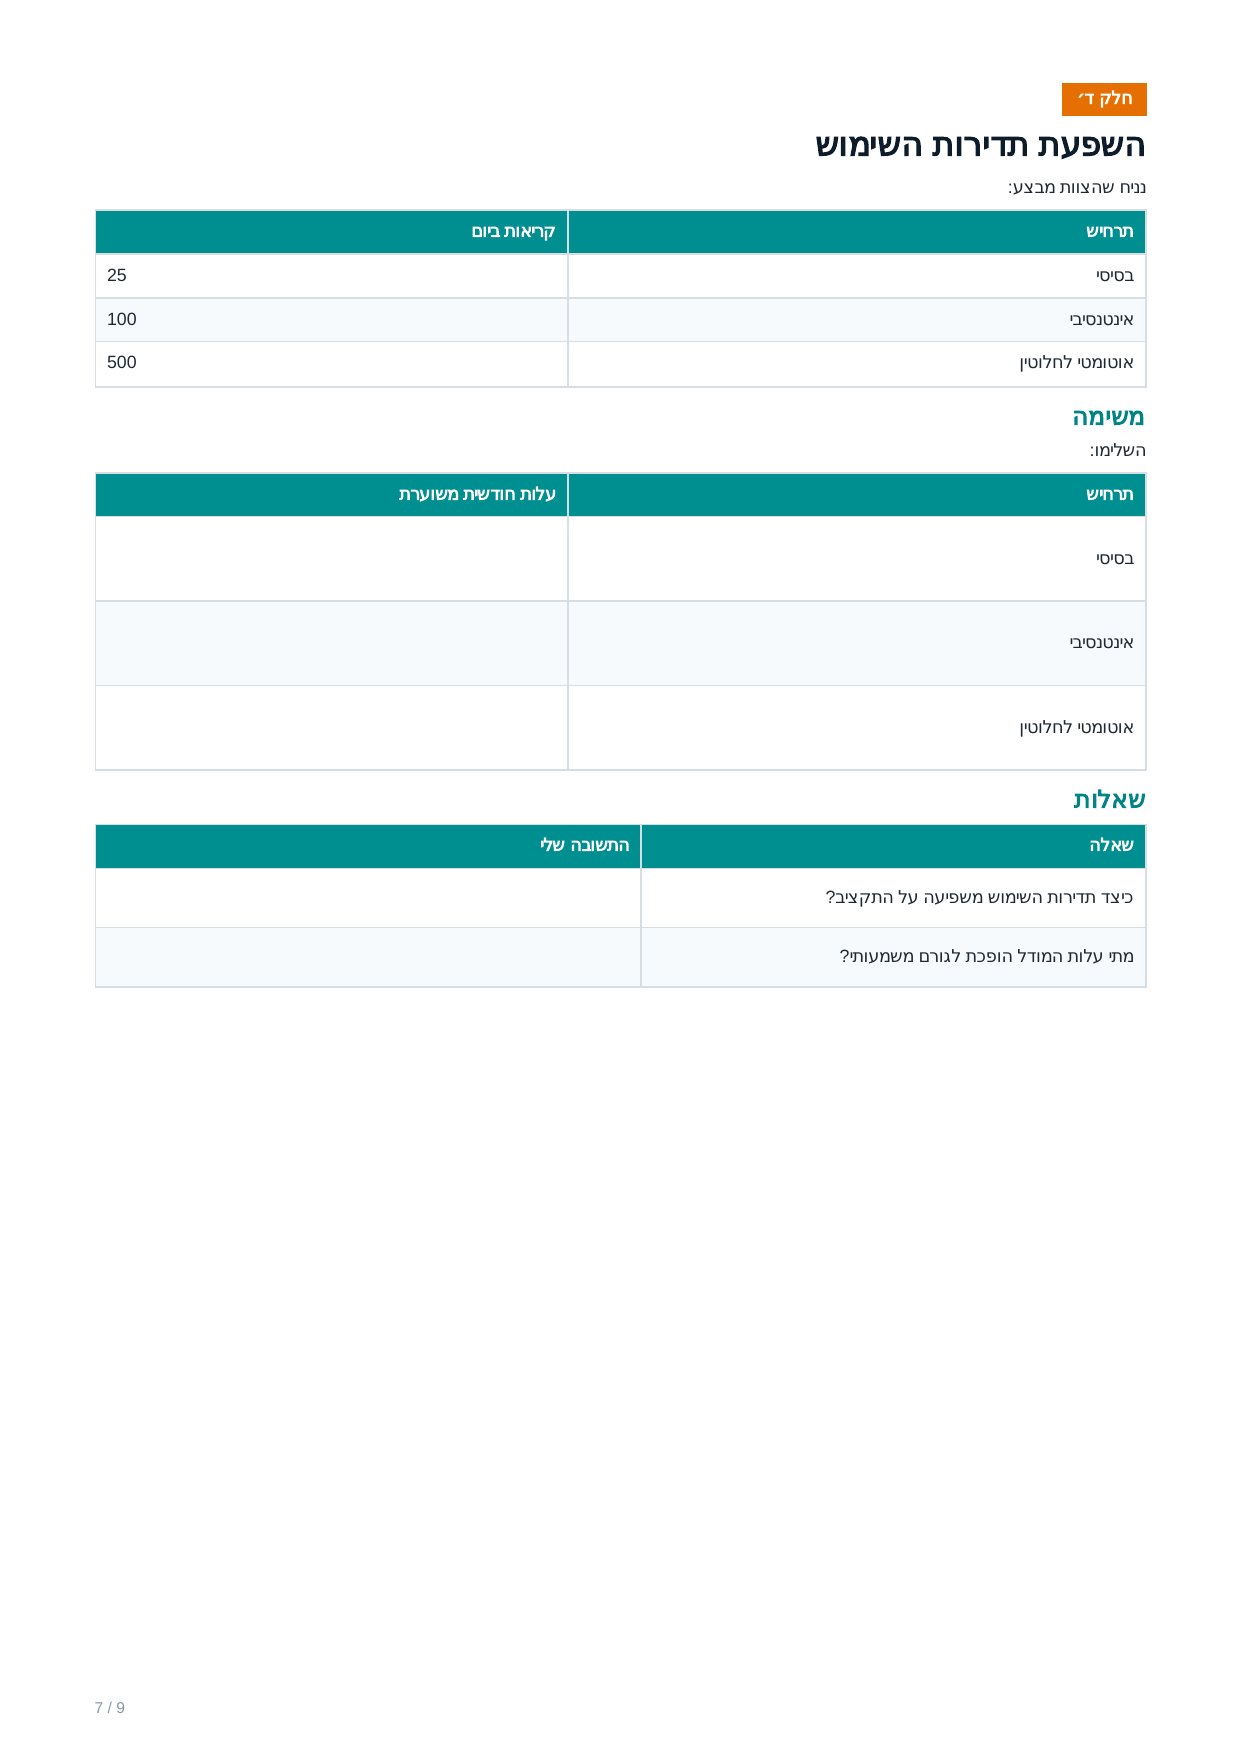 חלק ד׳
השפעת תדירות השימוש
נניח שהצוות מבצע:
תרחיש קריאות ביום
בסיסי 25
אינטנסיבי 100
אוטומטי לחלוטין 500
משימה
השלימו:
תרחיש עלות חודשית משוערת
בסיסי
אינטנסיבי
אוטומטי לחלוטין
שאלות
שאלה התשובה שלי
כיצד תדירות השימוש משפיעה על התקציב?
מתי עלות המודל הופכת לגורם משמעותי?
7 / 9